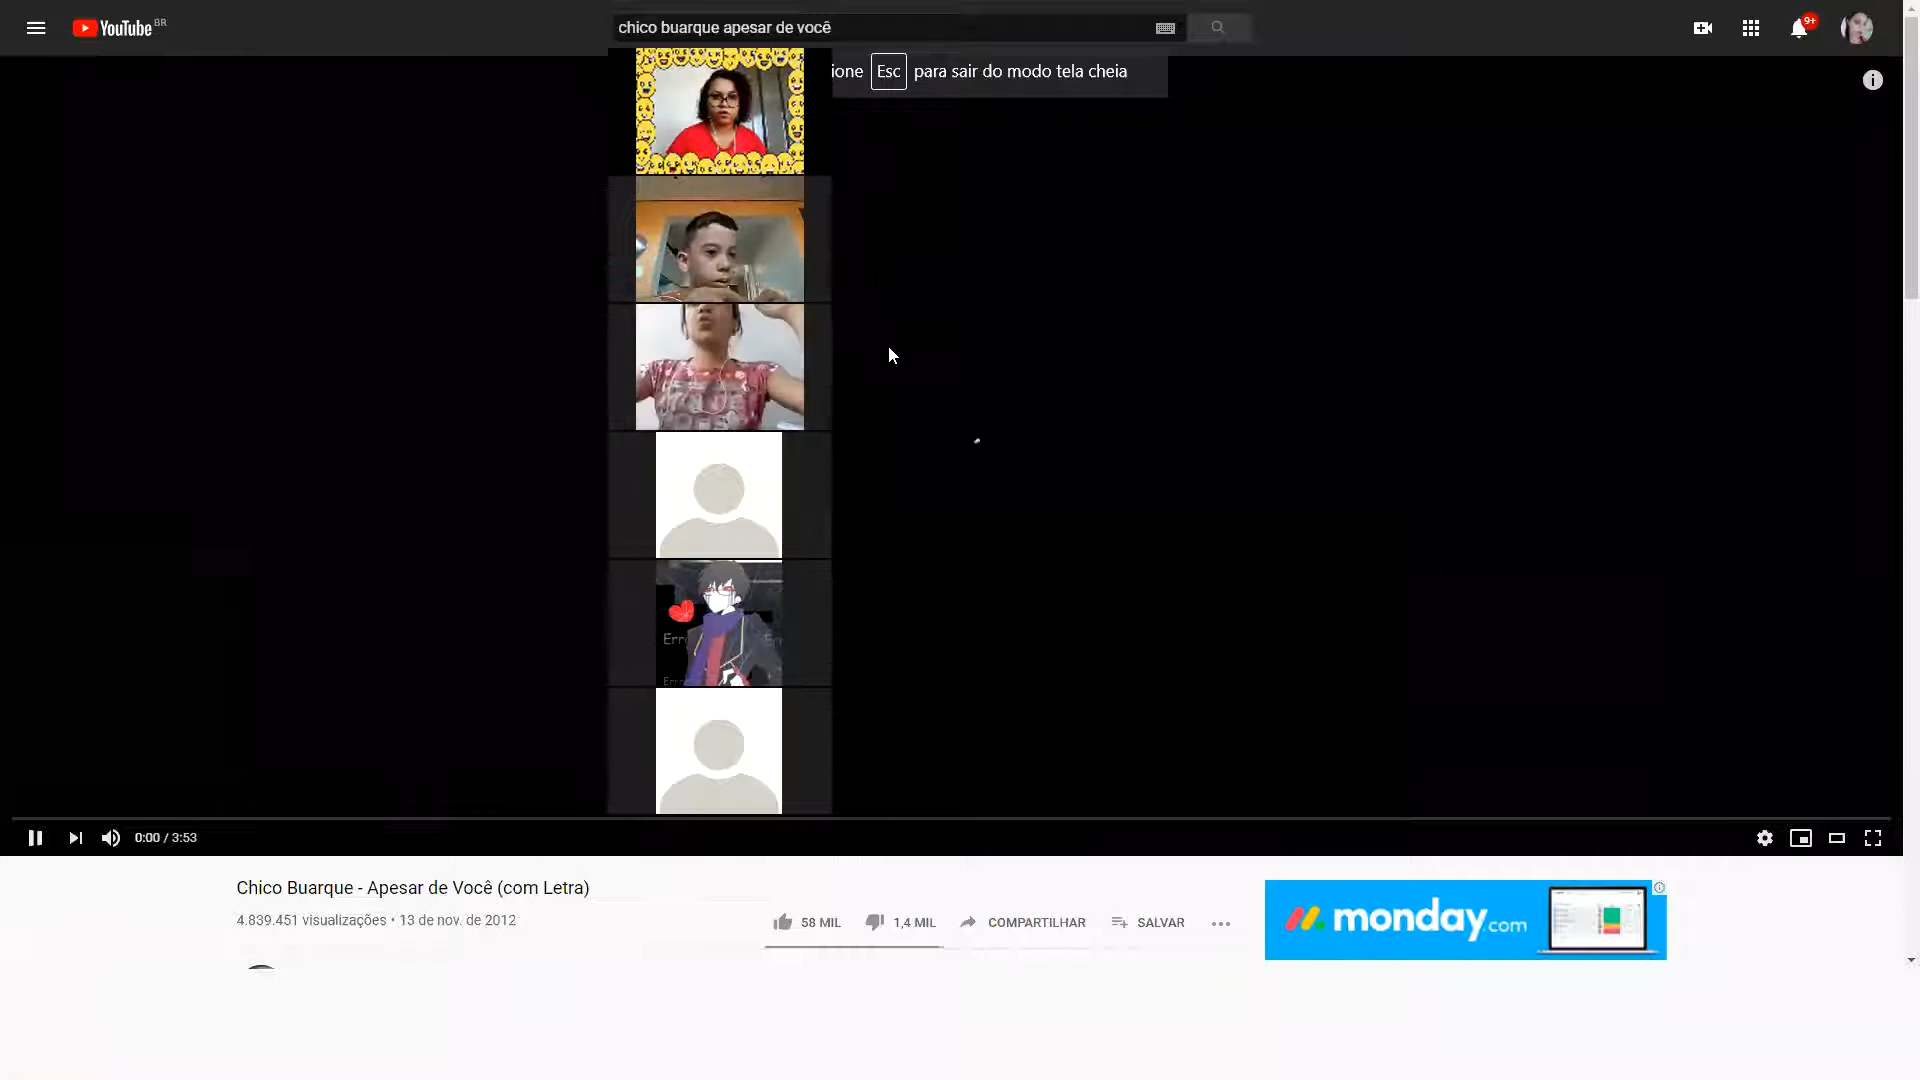 YouTube BR
chico buarque apesar de você
9+
ione Esc para sair do modo tela cheia
Erro
Erro
0:00 / 3:53
Chico Buarque - Apesar de Você (com Letra)
4.839.451 visualizações • 13 de nov. de 2012
58 MIL
1,4 MIL
COMPARTILHAR
SALVAR
monday.com